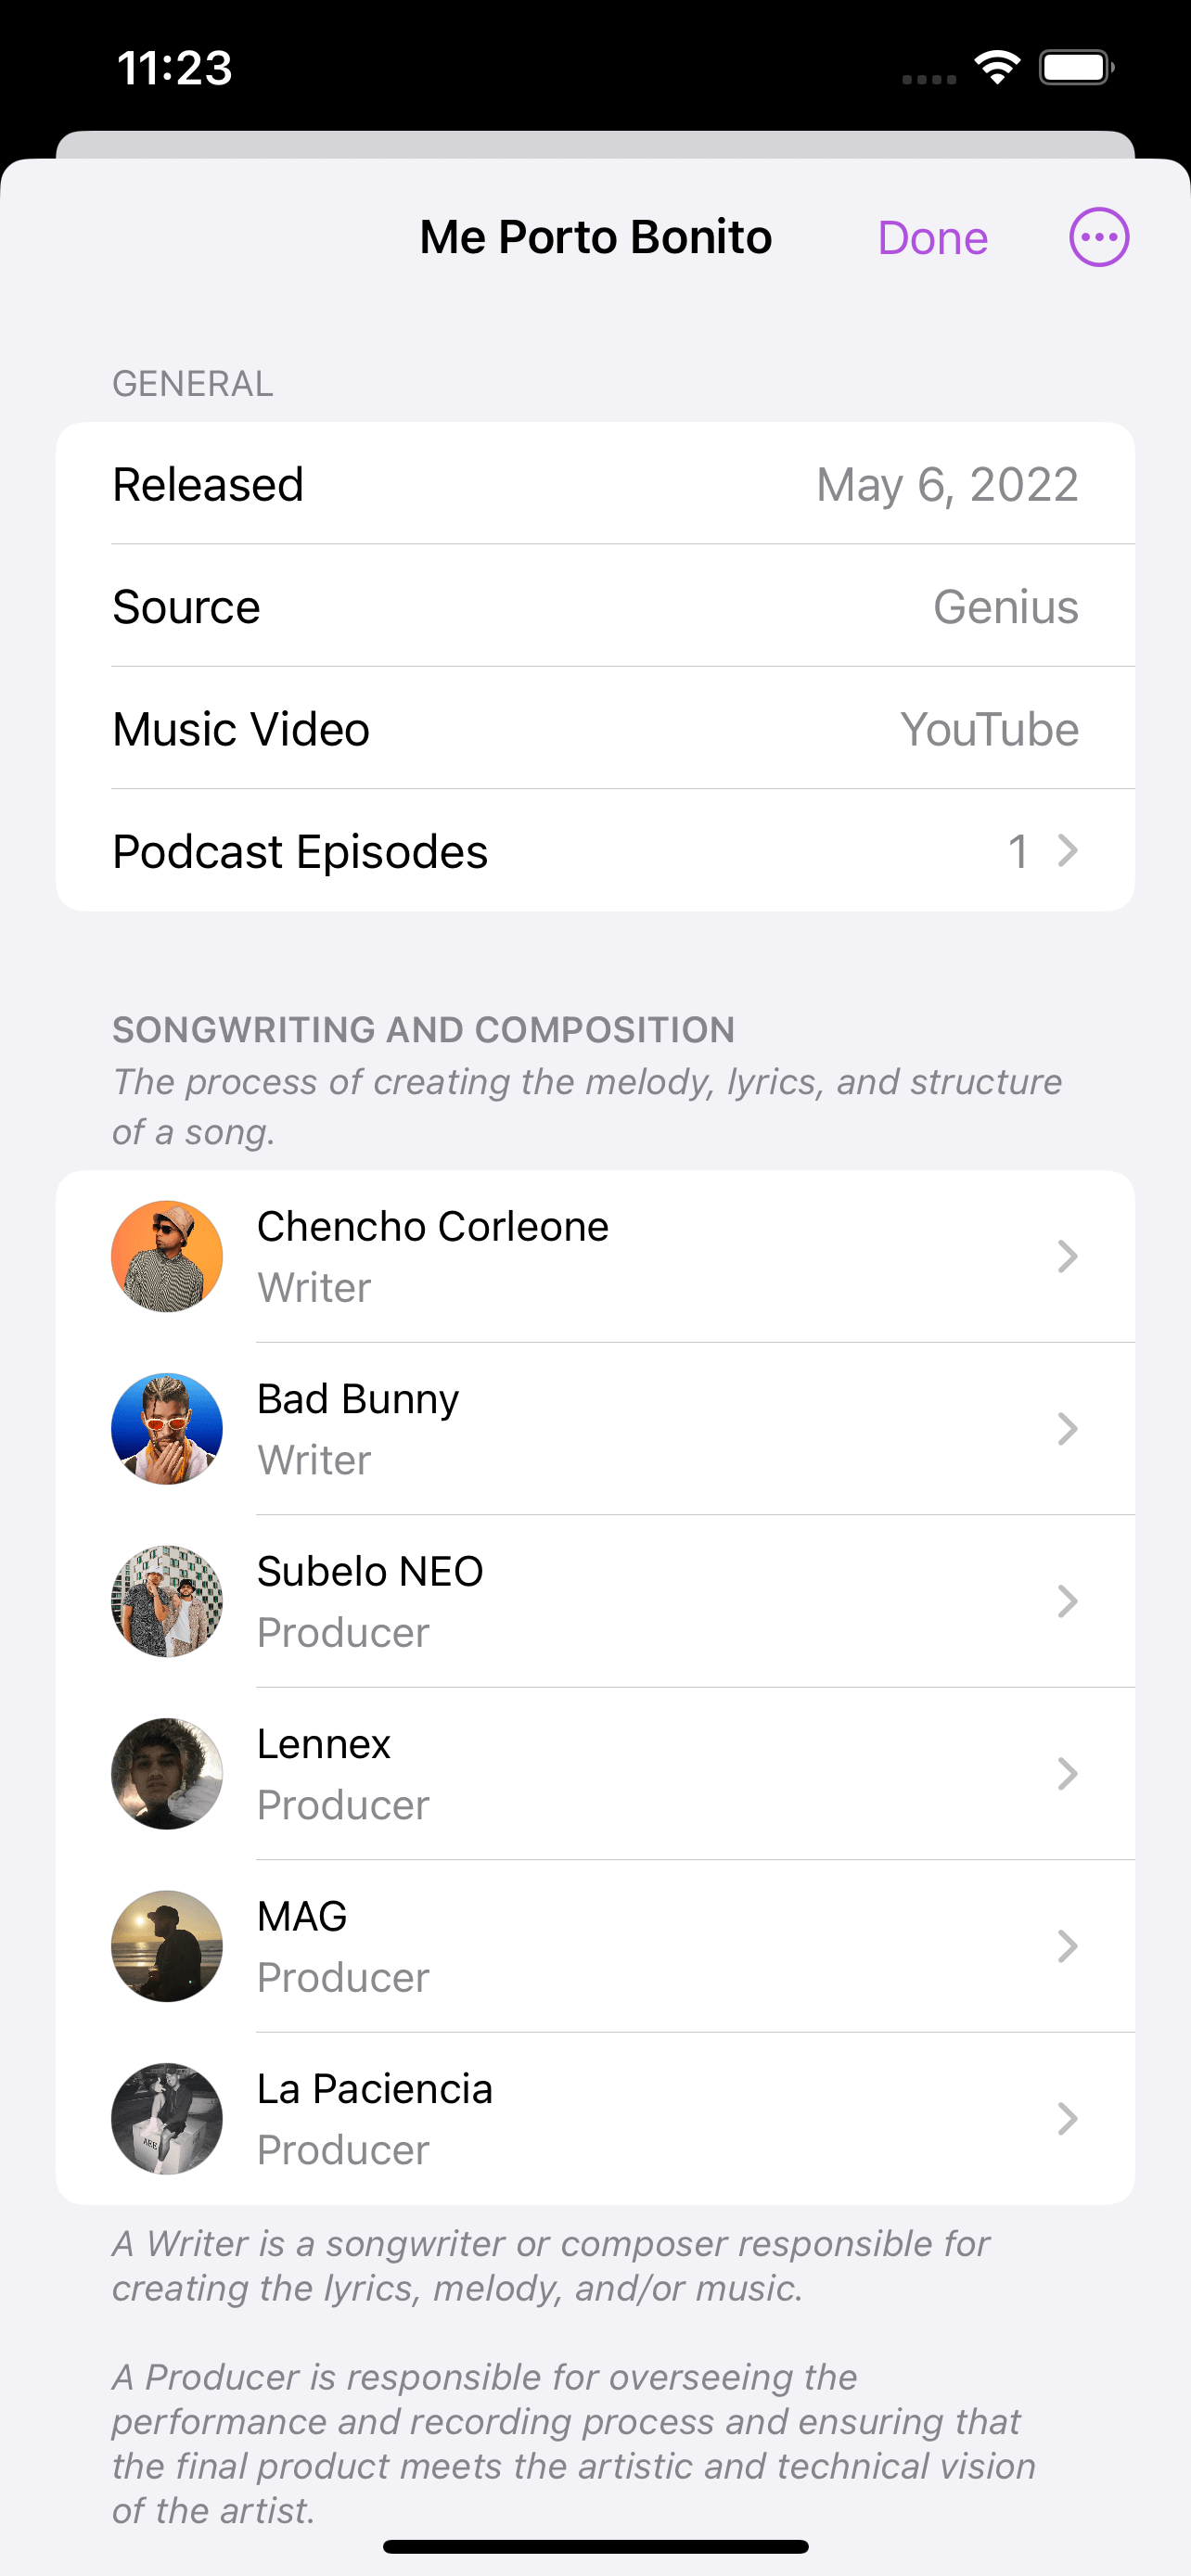 11:23
Me Porto Bonito
Done
GENERAL
Released
May 6, 2022
Source
Genius
Music Video
YouTube
Podcast Episodes
1
SONGWRITING AND COMPOSITION
The process of creating the melody, lyrics, and structure
of a song.
Chencho Corleone
Writer
Bad Bunny
Writer
Subelo NEO
Producer
Lennex
Producer
MAG
Producer
La Paciencia
Producer
A Writer is a songwriter or composer responsible for
creating the lyrics, melody, and/or music.
A Producer is responsible for overseeing the
performance and recording process and ensuring that
the final product meets the artistic and technical vision
of the artist.